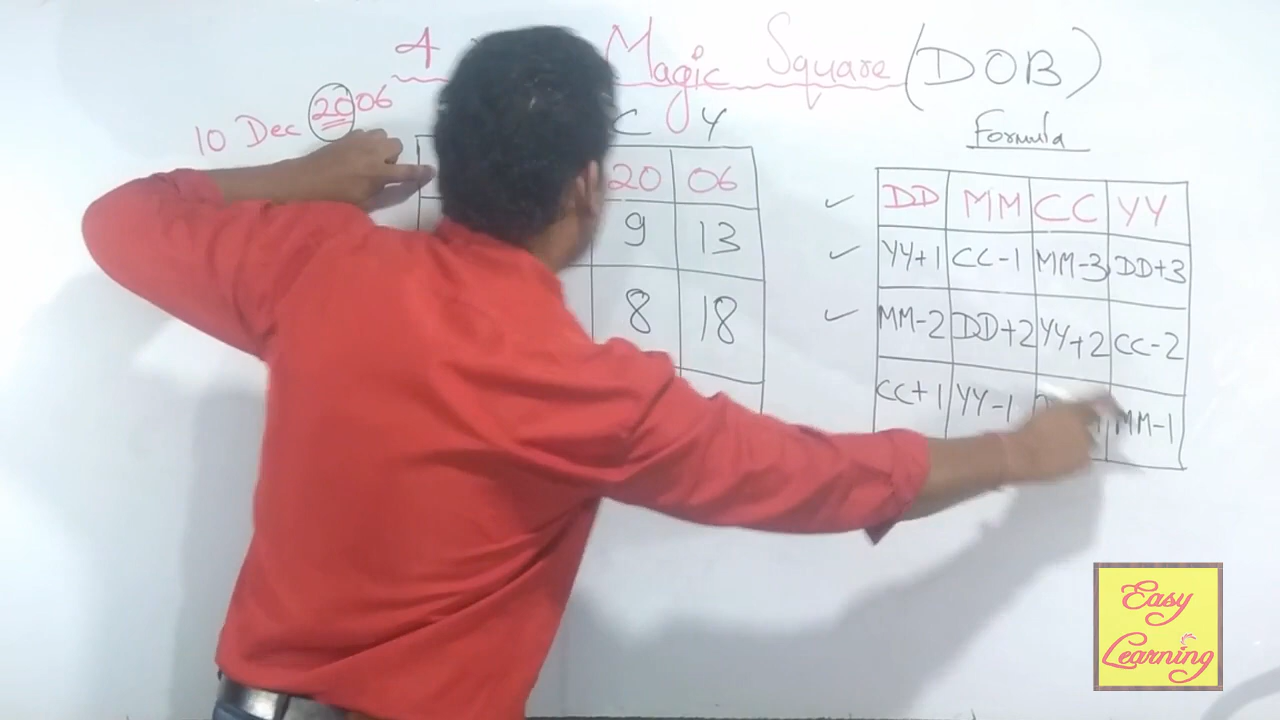 4 Magic Square (DOB)
10 Dec 2006
C Y
Formula
20 06
9 13
8 18
DD MM CC YY
YY+1 CC-1 MM-3 DD+3
MM-2 DD+2 YY+2 CC-2
CC+1 YY-1 MM-1
Easy
Learning